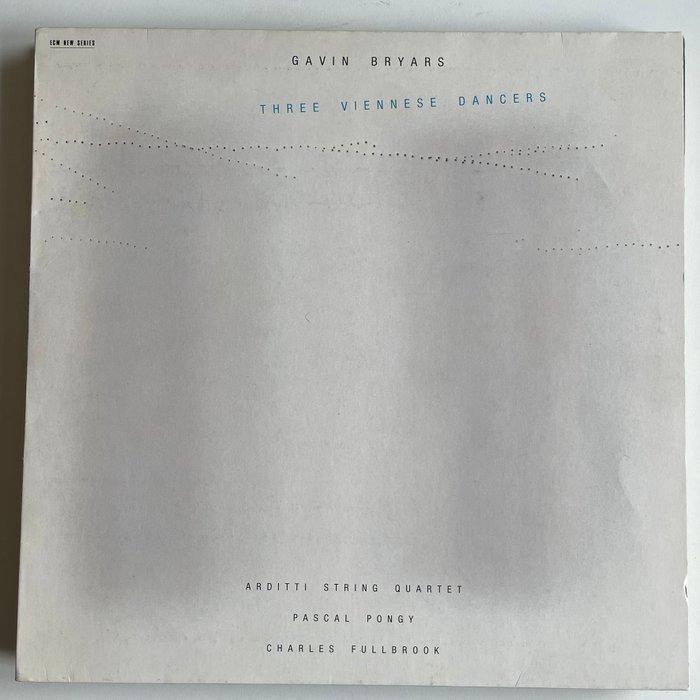 ECM NEW SERIES
GAVIN BRYARS
THREE VIENNESE DANCERS
ARDITTI STRING QUARTET
PASCAL PONGY
CHARLES FULLBROOK